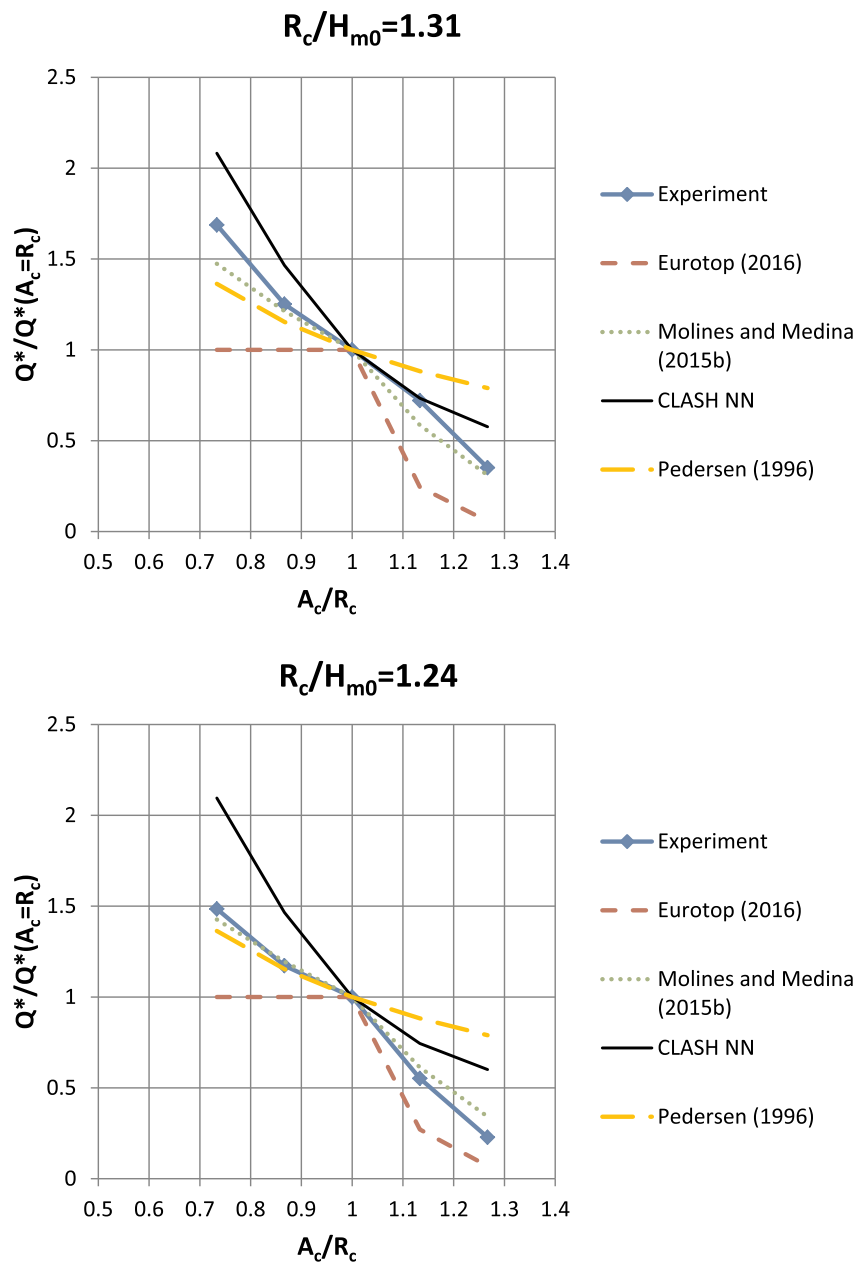 Rc/Hm0=1.31
2.5
2
1.5
1
0.5
0
Q*/Q*(Ac=Rc)
0.5 0.6 0.7 0.8 0.9 1 1.1 1.2 1.3 1.4
Ac/Rc
Experiment
Eurotop (2016)
Molines and Medina
(2015b)
CLASH NN
Pedersen (1996)
Rc/Hm0=1.24
2.5
2
1.5
1
0.5
0
Q*/Q*(Ac=Rc)
0.5 0.6 0.7 0.8 0.9 1 1.1 1.2 1.3 1.4
Ac/Rc
Experiment
Eurotop (2016)
Molines and Medina
(2015b)
CLASH NN
Pedersen (1996)